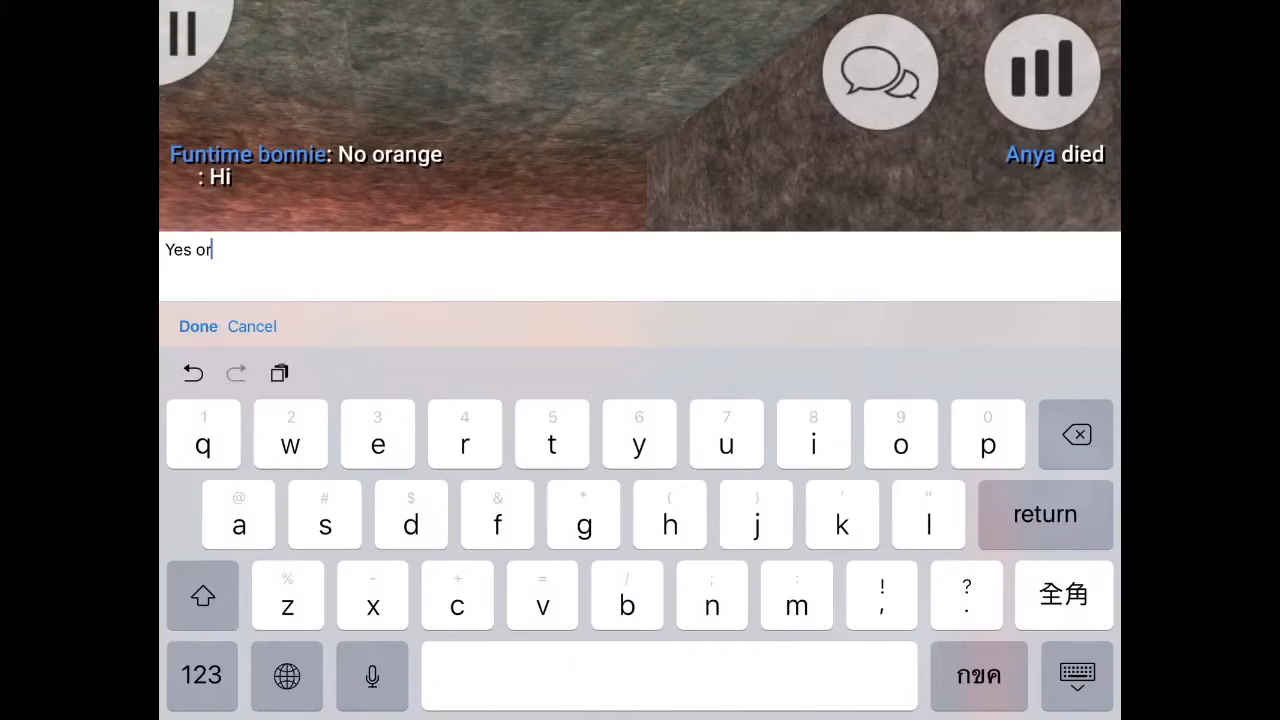 Funtime bonnie: No orange
: Hi
Anya died
Yes or
Done Cancel
1 2 3 4 5 6 7 8 9 0
q w e r t y u i o p
@ # $ & * ( ) ' "
a s d f g h j k l return
% - + = / ; : ! ?
z x c v b n m , . 全角
123 กขค